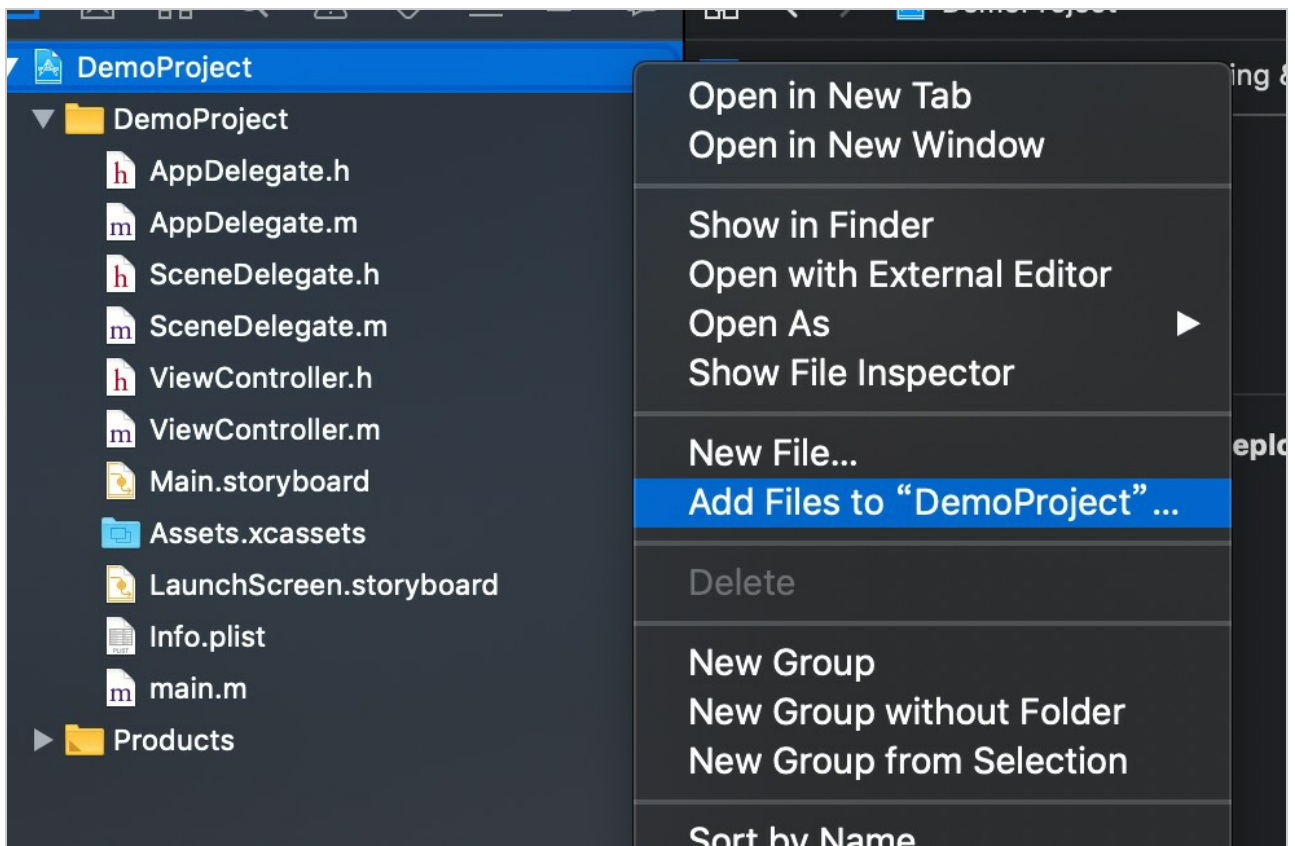 DemoProject
DemoProject
DemoProject
AppDelegate.h
AppDelegate.m
SceneDelegate.h
SceneDelegate.m
ViewController.h
ViewController.m
Main.storyboard
Assets.xcassets
LaunchScreen.storyboard
Info.plist
main.m
Products
Open in New Tab
Open in New Window
Show in Finder
Open with External Editor
Open As
Show File Inspector
New File...
Add Files to “DemoProject”...
Delete
New Group
New Group without Folder
New Group from Selection
Sort by Name
ing &
eplo